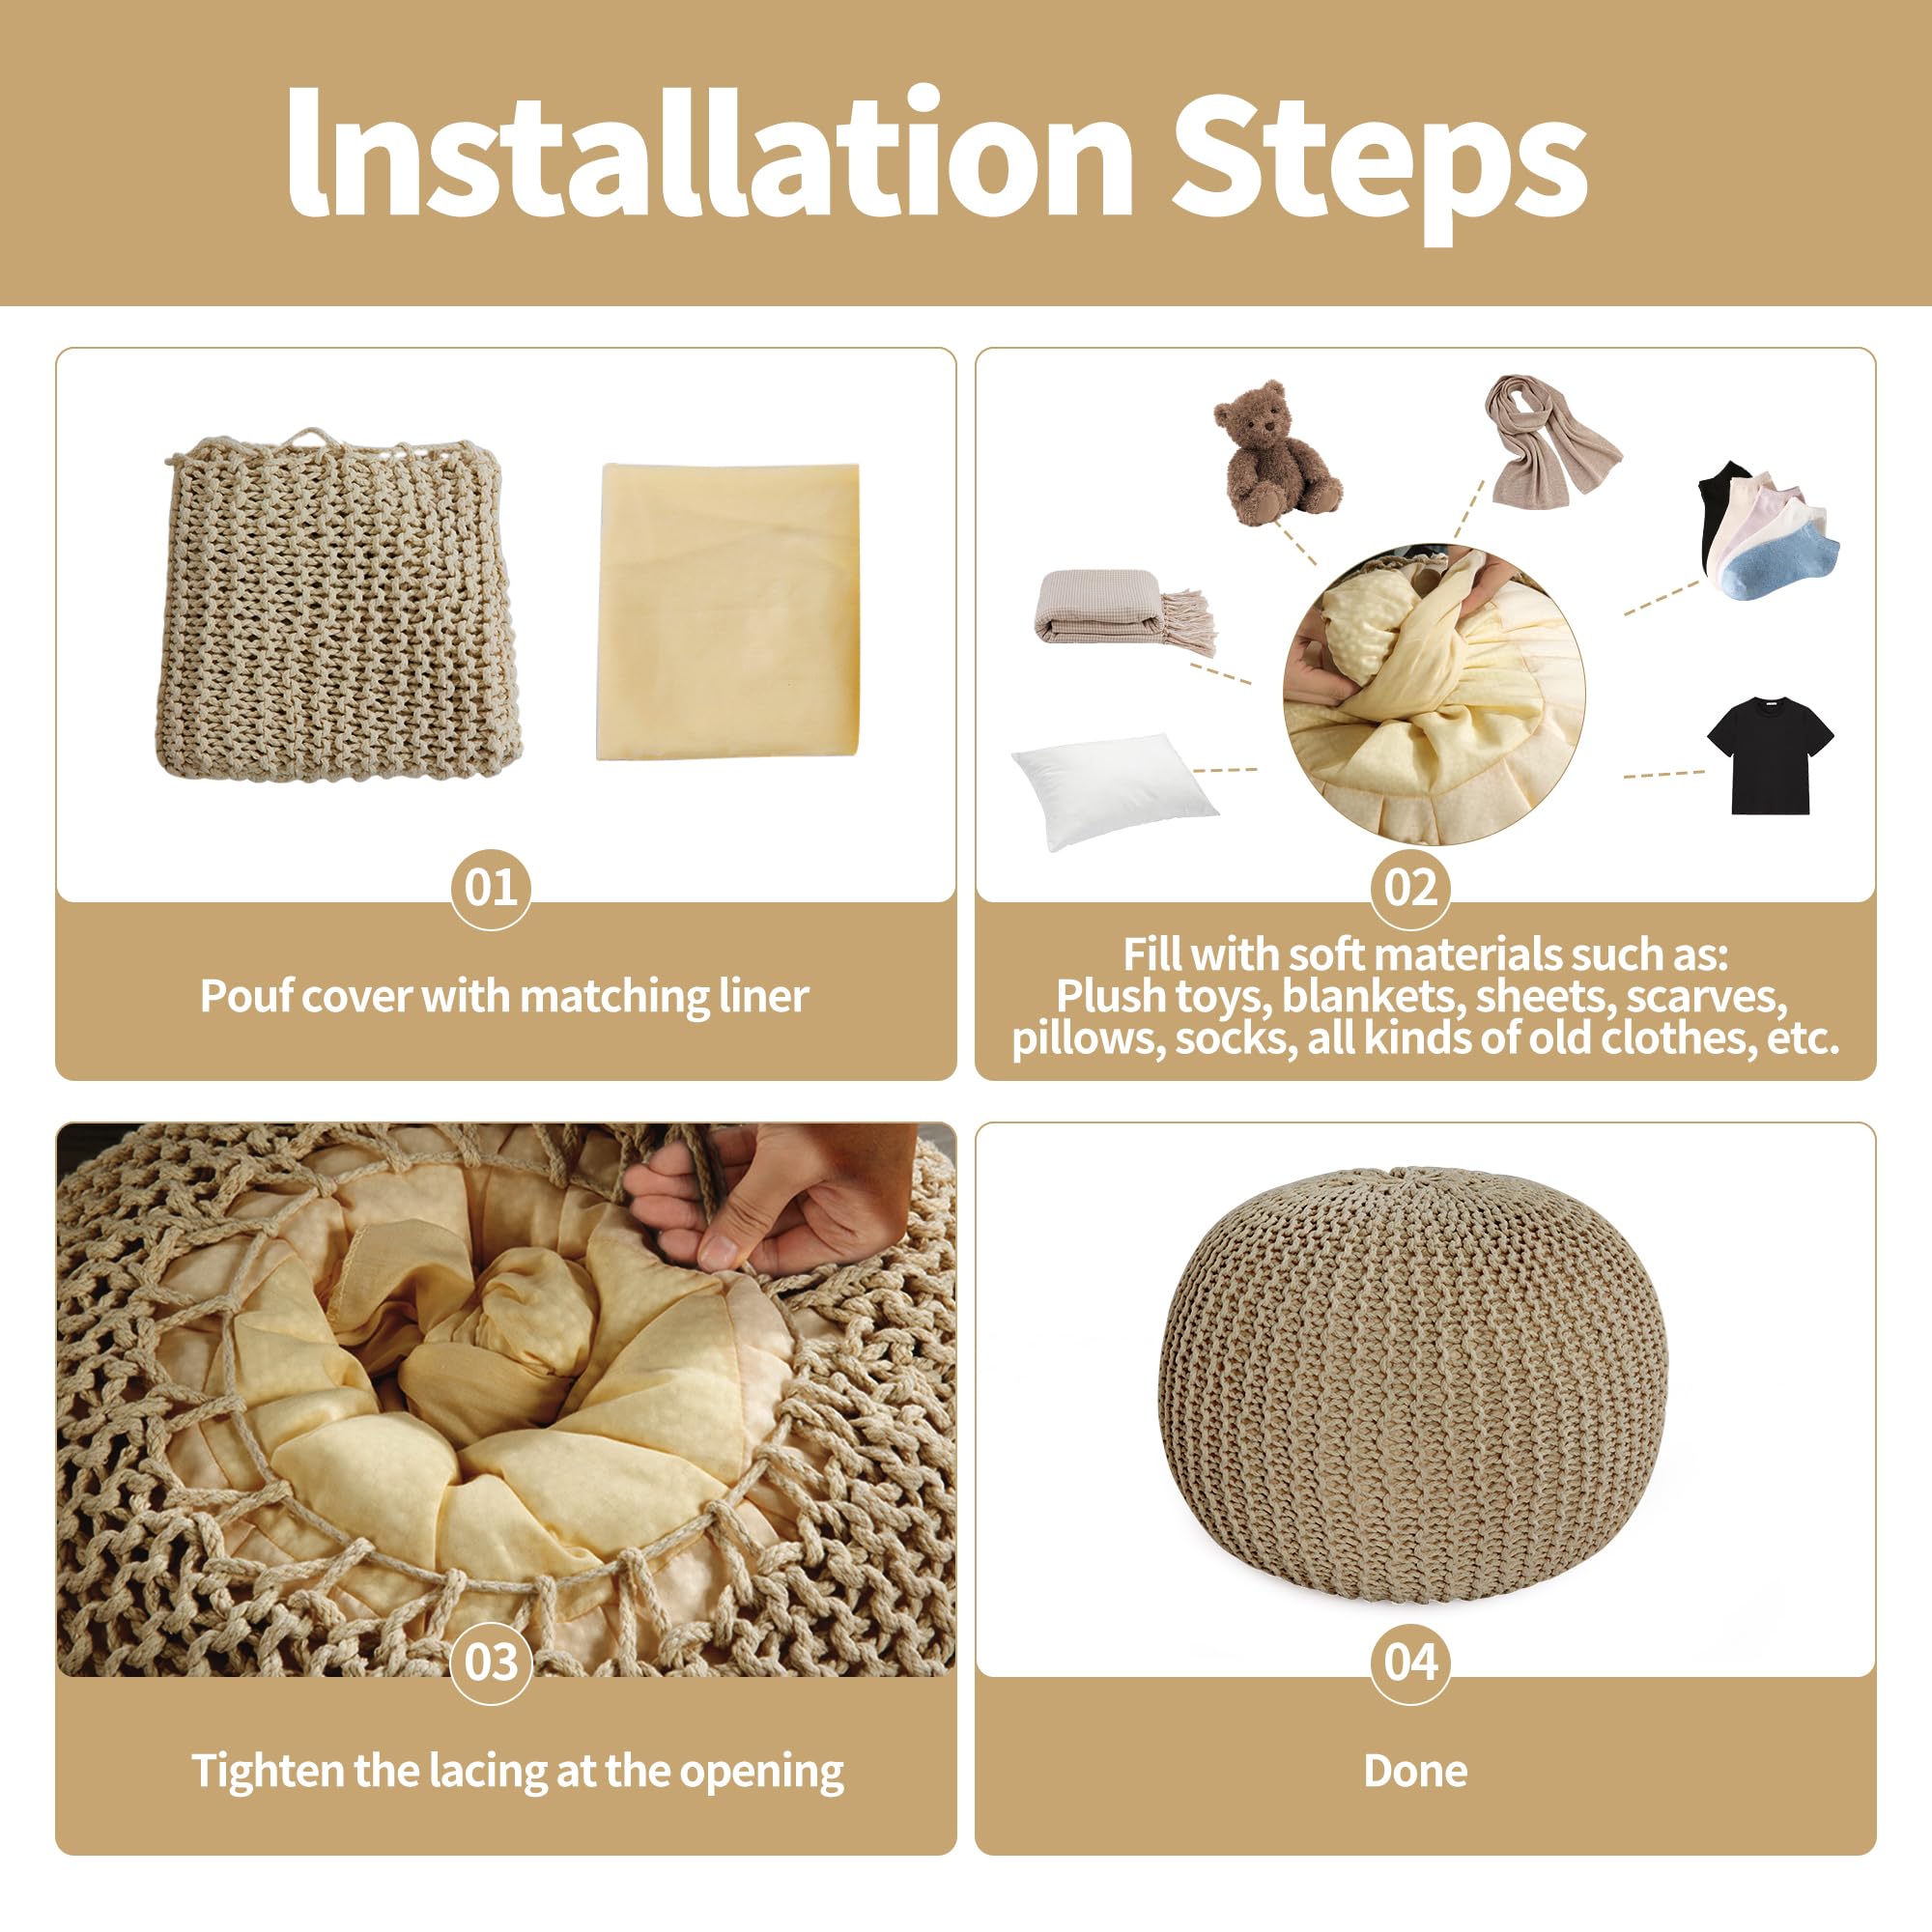 Installation Steps
01
Pouf cover with matching liner
02
Fill with soft materials such as:
Plush toys, blankets, sheets, scarves,
pillows, socks, all kinds of old clothes, etc.
03
Tighten the lacing at the opening
04
Done